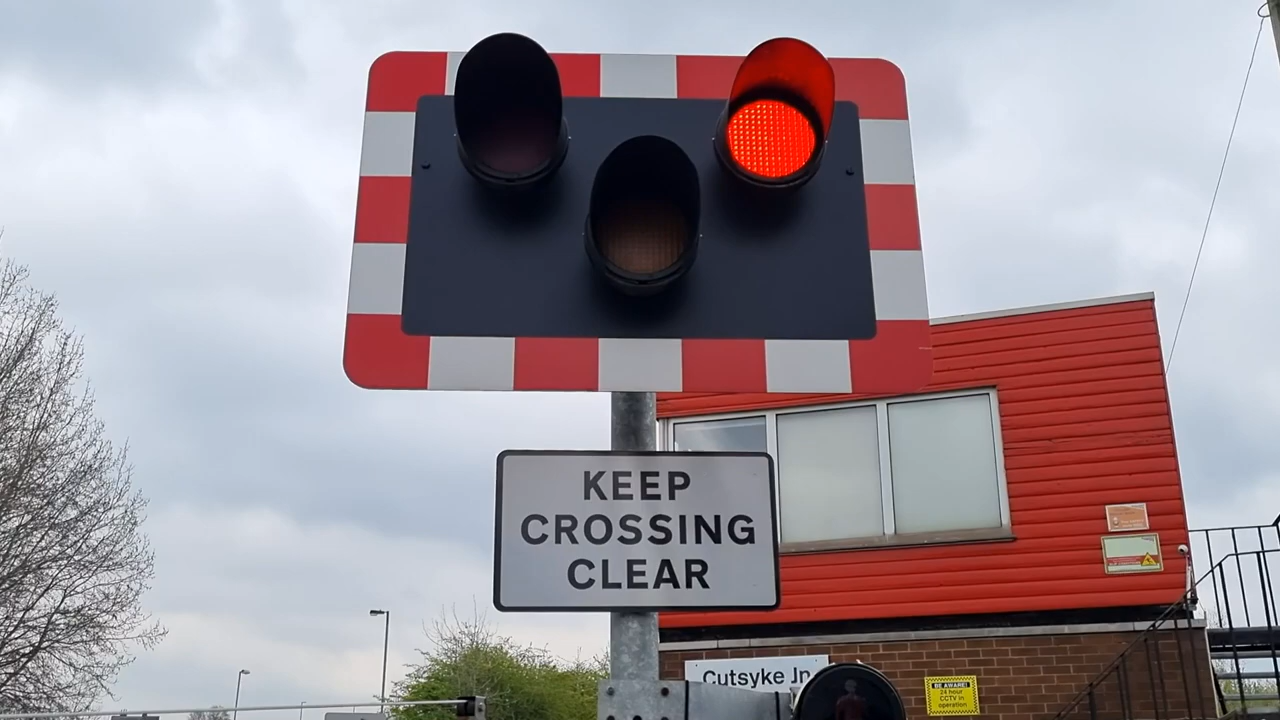 KEEP
CROSSING
CLEAR
Cutsyke Jn
BE AWARE!
24 hour
CCTV in
operation